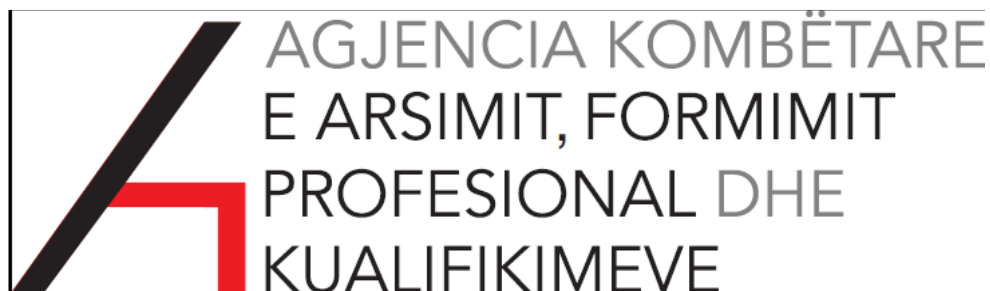 AGJENCIA KOMBËTARE
E ARSIMIT, FORMIMIT
PROFESIONAL DHE
KUALIFIKIMEVE